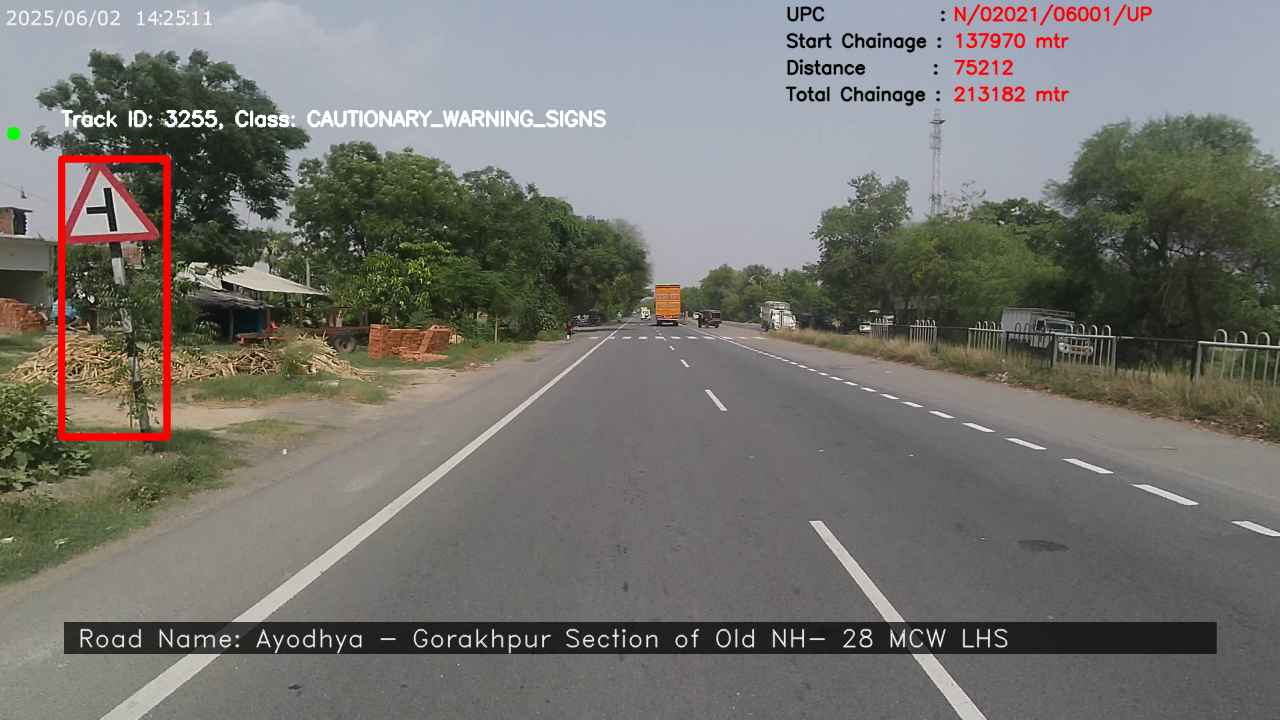 2025/06/02 14:25:11
UPC : N/02021/06001/UP
Start Chainage : 137970 mtr
Distance : 75212
Total Chainage : 213182 mtr
Track ID: 3255, Class: CAUTIONARY_WARNING_SIGNS
Road Name: Ayodhya - Gorakhpur Section of Old NH- 28 MCW LHS